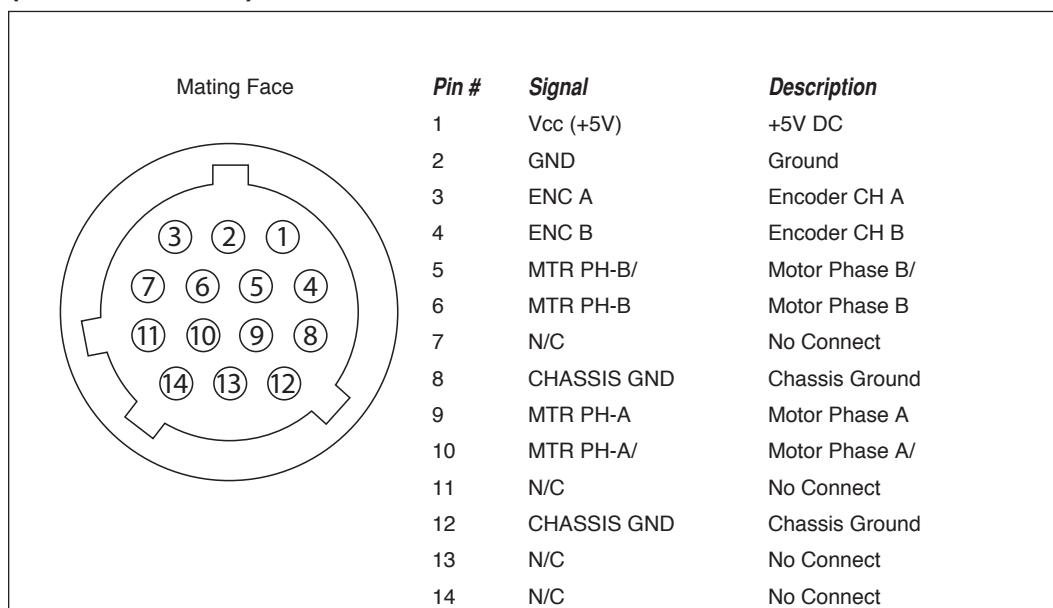 Mating Face
Pin # Signal Description
1 Vcc (+5V) +5V DC
2 GND Ground
3 ENC A Encoder CH A
4 ENC B Encoder CH B
5 MTR PH-B/ Motor Phase B/
6 MTR PH-B Motor Phase B
7 N/C No Connect
8 CHASSIS GND Chassis Ground
9 MTR PH-A Motor Phase A
10 MTR PH-A/ Motor Phase A/
11 N/C No Connect
12 CHASSIS GND Chassis Ground
13 N/C No Connect
14 N/C No Connect
3 2 1
7 6 5 4
11 10 9 8
14 13 12